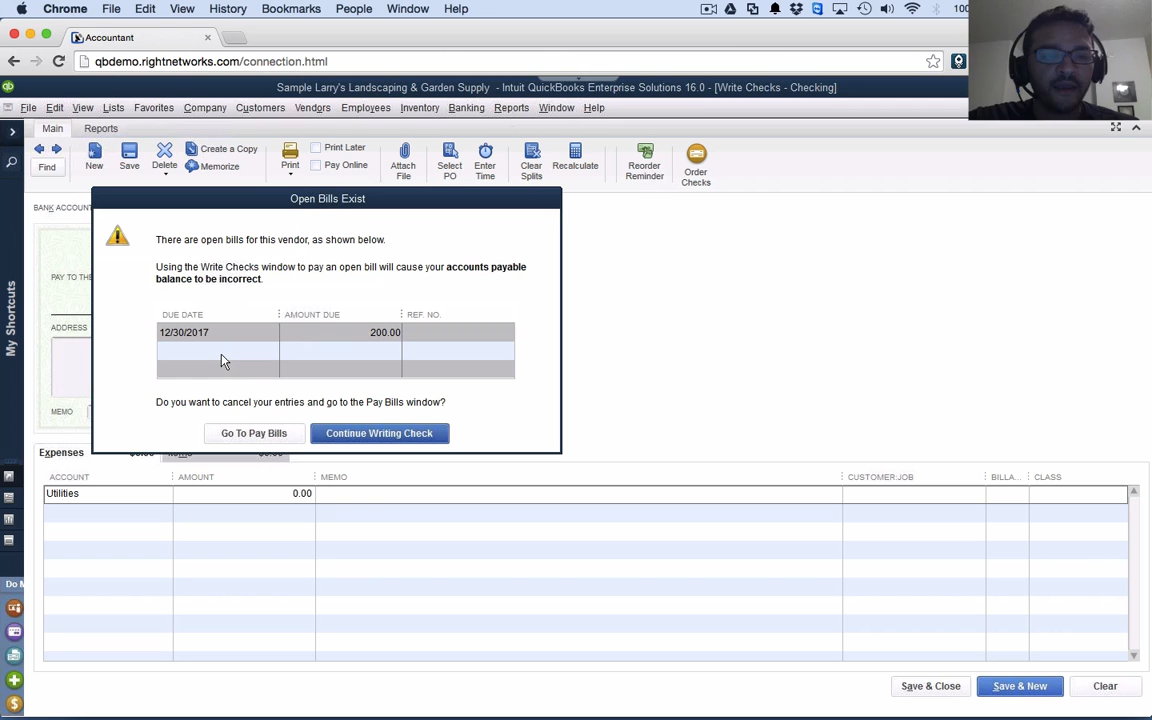 Chrome File Edit View History Bookmarks People Window Help
Accountant
qbdemo.rightnetworks.com/connection.html
Sample Larry's Landscaping & Garden Supply - Intuit QuickBooks Enterprise Solutions 16.0 - [Write Checks - Checking]
File Edit View Lists Favorites Company Customers Vendors Employees Inventory Banking Reports Window Help
Main Reports
Find
New
Save
Delete
Create a Copy
Memorize
Print
Print Later
Pay Online
Attach File
Select PO
Enter Time
Clear Splits
Recalculate
Reorder Reminder
Order Checks
My Shortcuts
BANK ACCOUNT
PAY TO THE
ADDRESS
MEMO
Open Bills Exist
There are open bills for this vendor, as shown below.
Using the Write Checks window to pay an open bill will cause your accounts payable
balance to be incorrect.
DUE DATE AMOUNT DUE REF. NO.
12/30/2017 200.00
Do you want to cancel your entries and go to the Pay Bills window?
Go To Pay Bills Continue Writing Check
Expenses
ACCOUNT AMOUNT MEMO CUSTOMER:JOB BILLA... CLASS
Utilities 0.00
Do M
Save & Close Save & New Clear